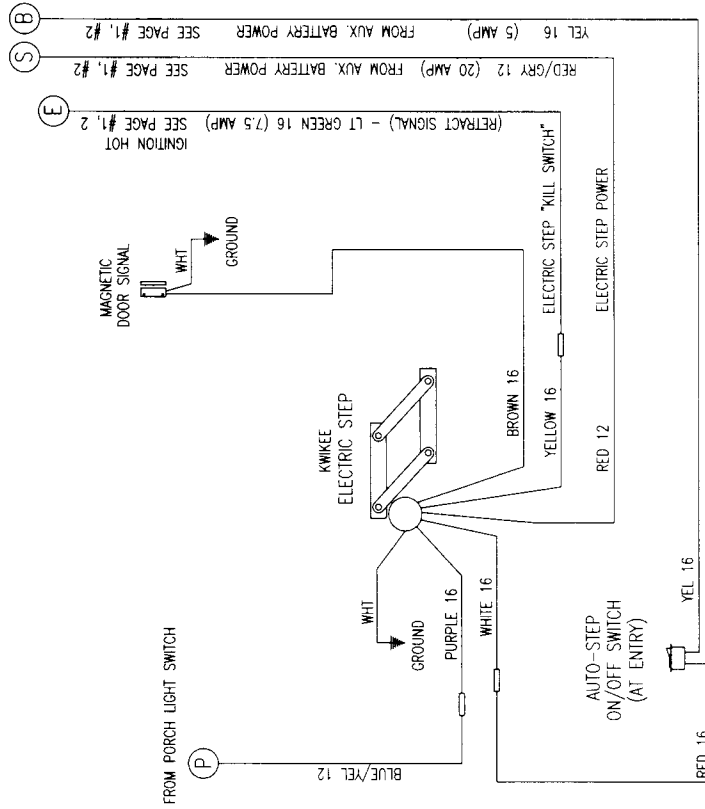 B
YEL 16 (5 AMP) FROM AUX. BATTERY POWER SEE PAGE #1, #2
S
RED/GRY 12 (20 AMP) FROM AUX. BATTERY POWER SEE PAGE #1, #2
E
(RETRACT SIGNAL) - LT GREEN 16 (7.5 AMP) SEE PAGE #1, 2
IGNITION HOT
MAGNETIC
DOOR SIGNAL
WHT
GROUND
KWIKEE
ELECTRIC STEP
BROWN 16
YELLOW 16
ELECTRIC STEP "KILL SWITCH"
RED 12
ELECTRIC STEP POWER
WHT
GROUND
PURPLE 16
WHITE 16
FROM PORCH LIGHT SWITCH
P
BLUE/YEL 12
AUTO-STEP
ON/OFF SWITCH
(AT ENTRY)
YEL 16
RED 16